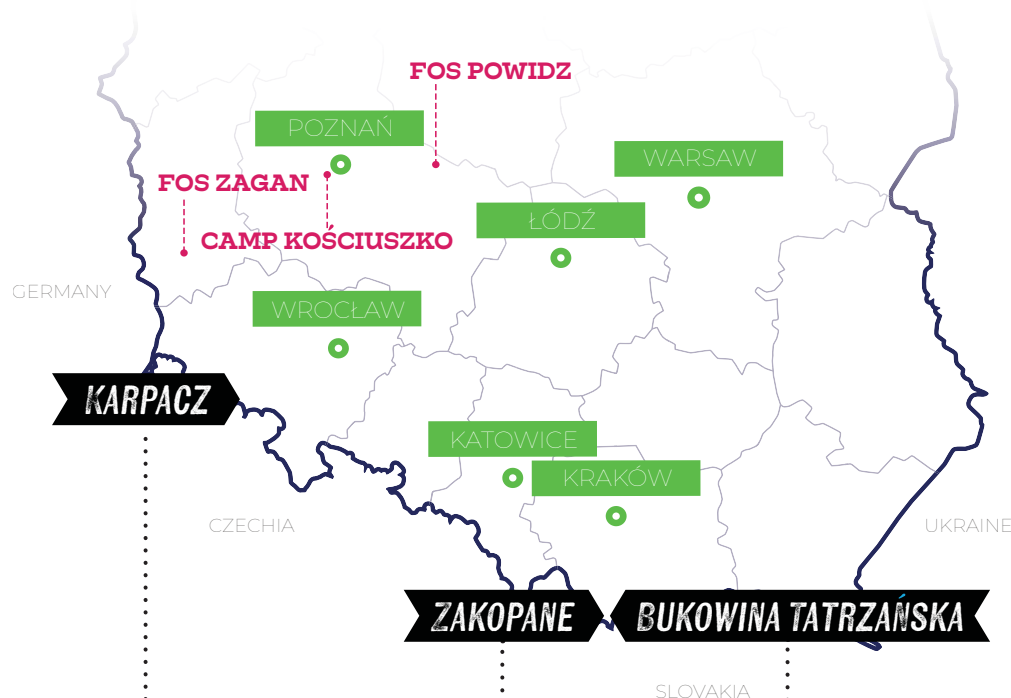 FOS POWIDZ
POZNAŃ
WARSAW
FOS ZAGAN
ŁÓDŹ
CAMP KOŚCIUSZKO
GERMANY
WROCŁAW
KARPACZ
KATOWICE
KRAKÓW
CZECHIA
UKRAINE
ZAKOPANE
BUKOWINA TATRZAŃSKA
SLOVAKIA